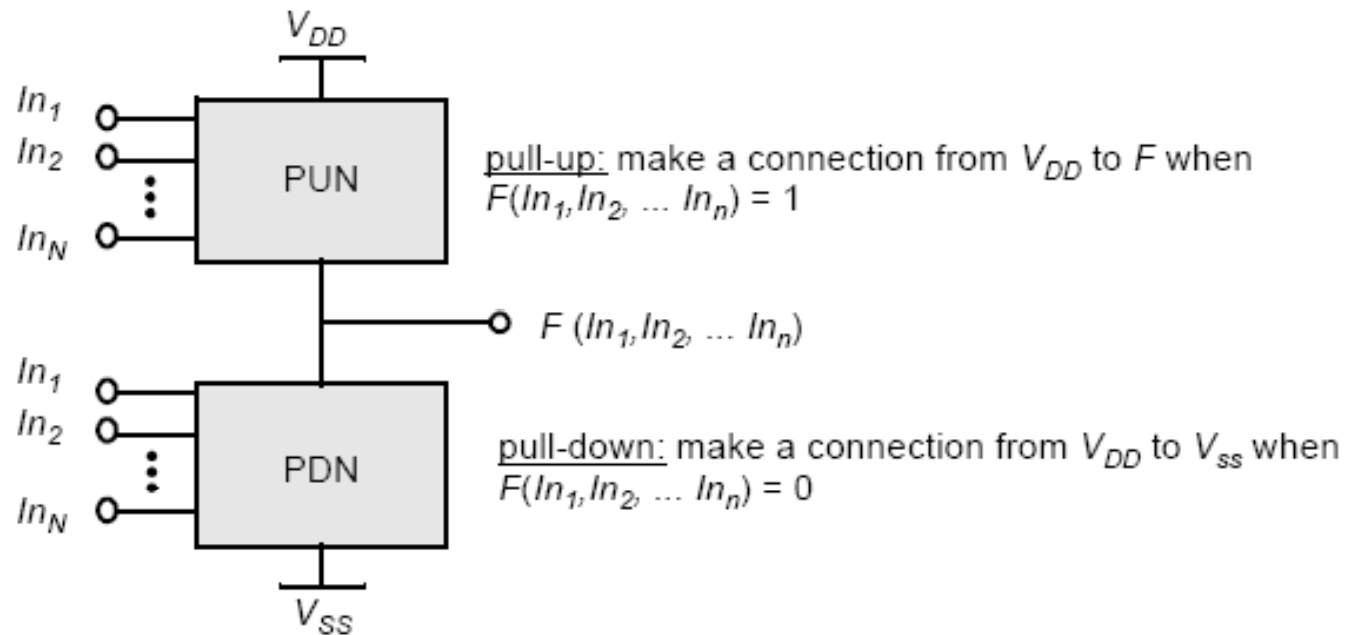 V_DD
In_1
In_2
In_N
PUN
pull-up: make a connection from V_DD to F when
F(In_1,In_2, ... In_n) = 1
F (In_1,In_2, ... In_n)
In_1
In_2
In_N
PDN
pull-down: make a connection from V_DD to V_ss when
F(In_1,In_2, ... In_n) = 0
V_SS